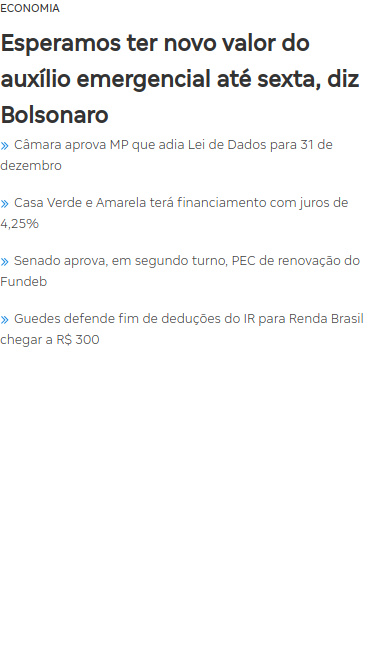 ECONOMIA
Esperamos ter novo valor do
auxílio emergencial até sexta, diz
Bolsonaro
» Câmara aprova MP que adia Lei de Dados para 31 de
dezembro
» Casa Verde e Amarela terá financiamento com juros de
4,25%
» Senado aprova, em segundo turno, PEC de renovação do
Fundeb
» Guedes defende fim de deduções do IR para Renda Brasil
chegar a R$ 300